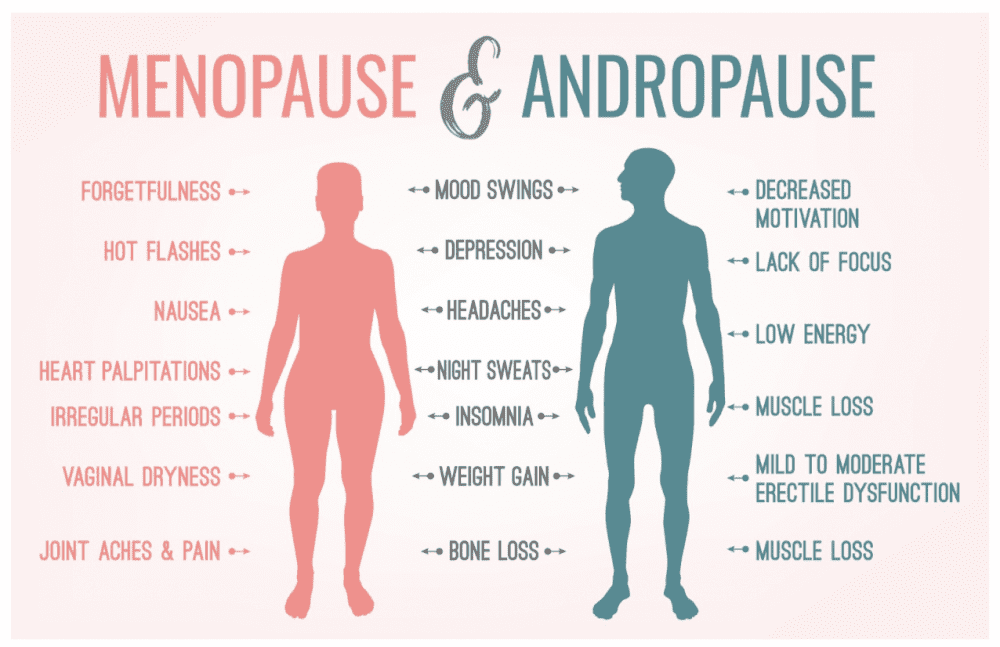 MENOPAUSE & ANDROPAUSE
FORGETFULNESS
HOT FLASHES
NAUSEA
HEART PALPITATIONS
IRREGULAR PERIODS
VAGINAL DRYNESS
JOINT ACHES & PAIN
MOOD SWINGS
DEPRESSION
HEADACHES
NIGHT SWEATS
INSOMNIA
WEIGHT GAIN
BONE LOSS
DECREASED
MOTIVATION
LACK OF FOCUS
LOW ENERGY
MUSCLE LOSS
MILD TO MODERATE
ERECTILE DYSFUNCTION
MUSCLE LOSS